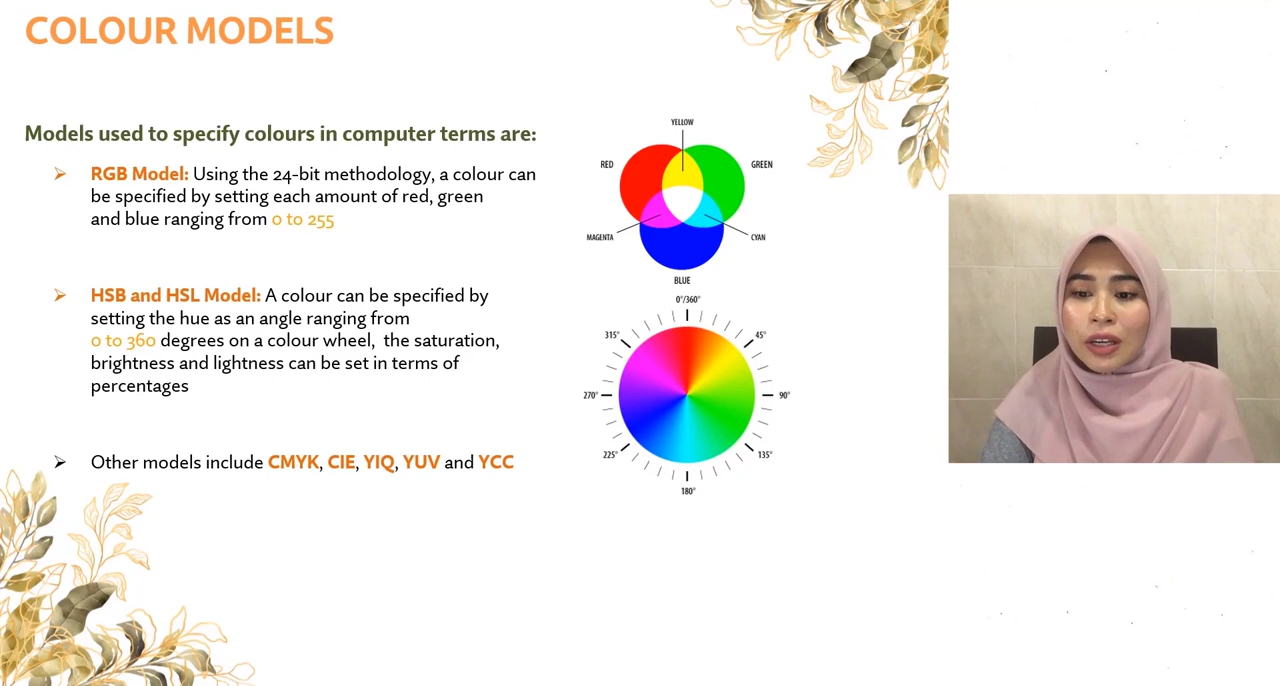 COLOUR MODELS
Models used to specify colours in computer terms are:
RGB Model: Using the 24-bit methodology, a colour can
be specified by setting each amount of red, green
and blue ranging from 0 to 255
HSB and HSL Model: A colour can be specified by
setting the hue as an angle ranging from
0 to 360 degrees on a colour wheel, the saturation,
brightness and lightness can be set in terms of
percentages
Other models include CMYK, CIE, YIQ, YUV and YCC
YELLOW
RED
GREEN
MAGENTA
CYAN
BLUE
0°/360°
315°
45°
270°
90°
225°
135°
180°